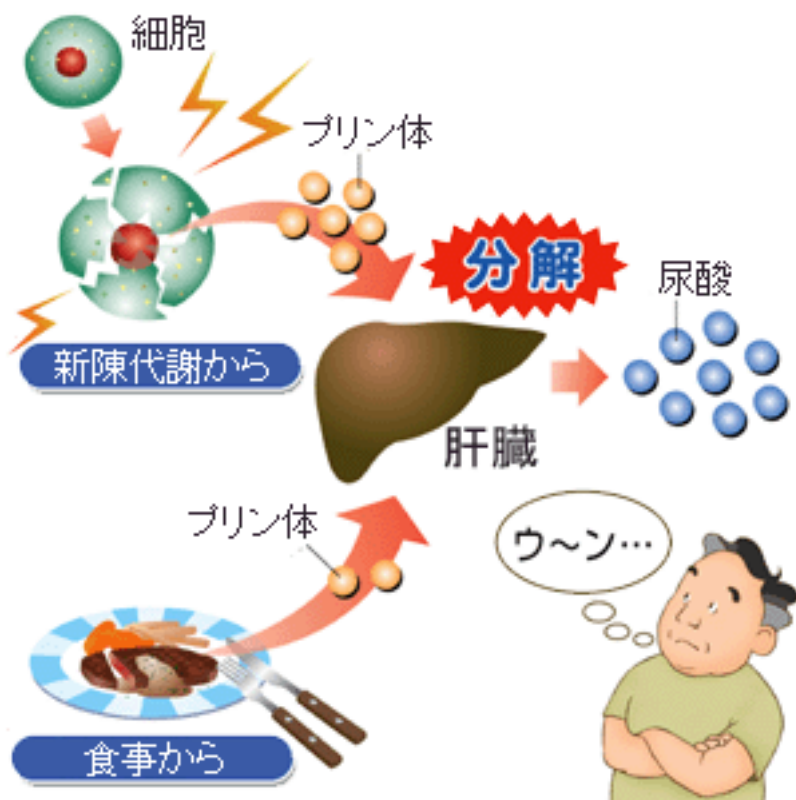 細胞
プリン体
分解
尿酸
新陳代謝から
肝臓
プリン体
ウ～ン…
食事から